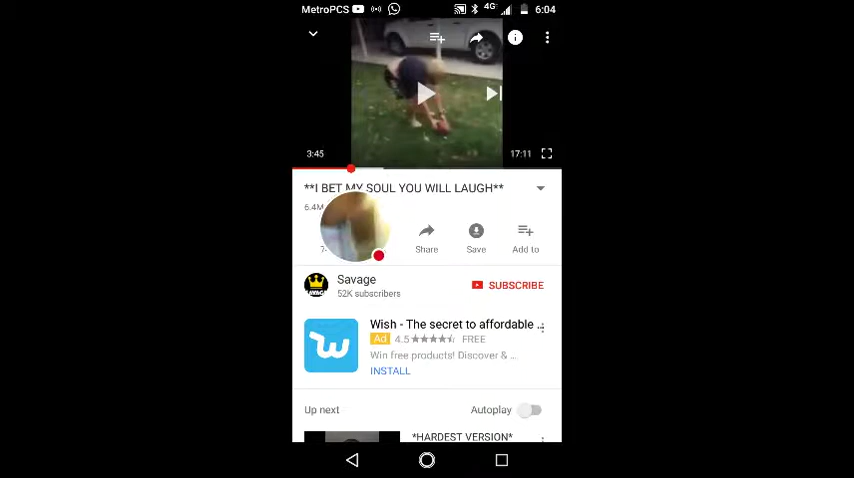 MetroPCS 4G 6:04
3:45 17:11
**I BET MY SOUL YOU WILL LAUGH**
6.4M
Share Save Add to
Savage SUBSCRIBE
52K subscribers
Wish - The secret to affordable ..
Ad 4.5 FREE
Win free products! Discover & ...
INSTALL
Up next Autoplay
*HARDEST VERSION*